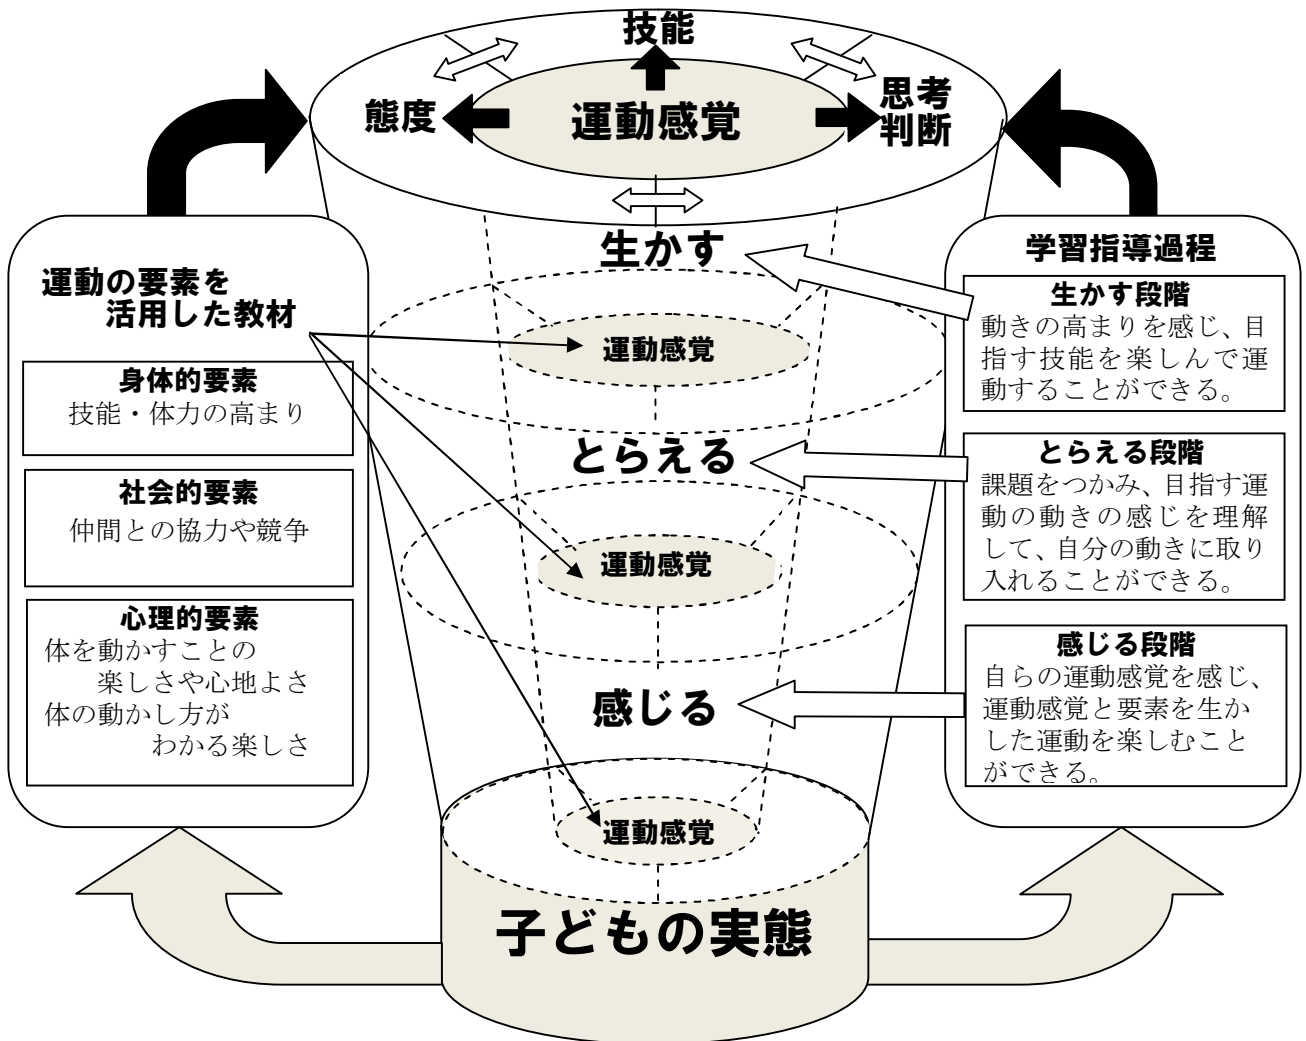 技能
態度
運動感覚
思考
判断
生かす
運動感覚
とらえる
運動感覚
感じる
運動感覚
子どもの実態
運動の要素を
活用した教材
身体的要素
技能・体力の高まり
社会的要素
仲間との協力や競争
心理的要素
体を動かすことの
楽しさや心地よさ
体の動かし方が
わかる楽しさ
学習指導過程
生かす段階
動きの高まりを感じ、目
指す技能を楽しんで運
動することができる。
とらえる段階
課題をつかみ、目指す運
動の動きの感じを理解
して、自分の動きに取り
入れることができる。
感じる段階
自らの運動感覚を感じ、
運動感覚と要素を生か
した運動を楽しむこと
ができる。